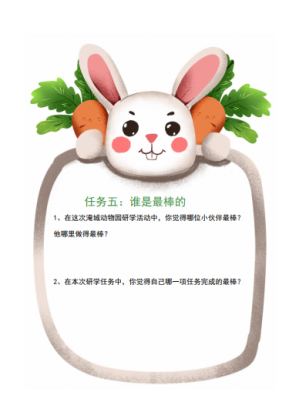 任务五：谁是最棒的
1、在这次淹城动物园研学活动中，你觉得哪位小伙伴最棒？
他哪里做得最棒？
2、在本次研学任务中，你觉得自己哪一项任务完成的最棒？